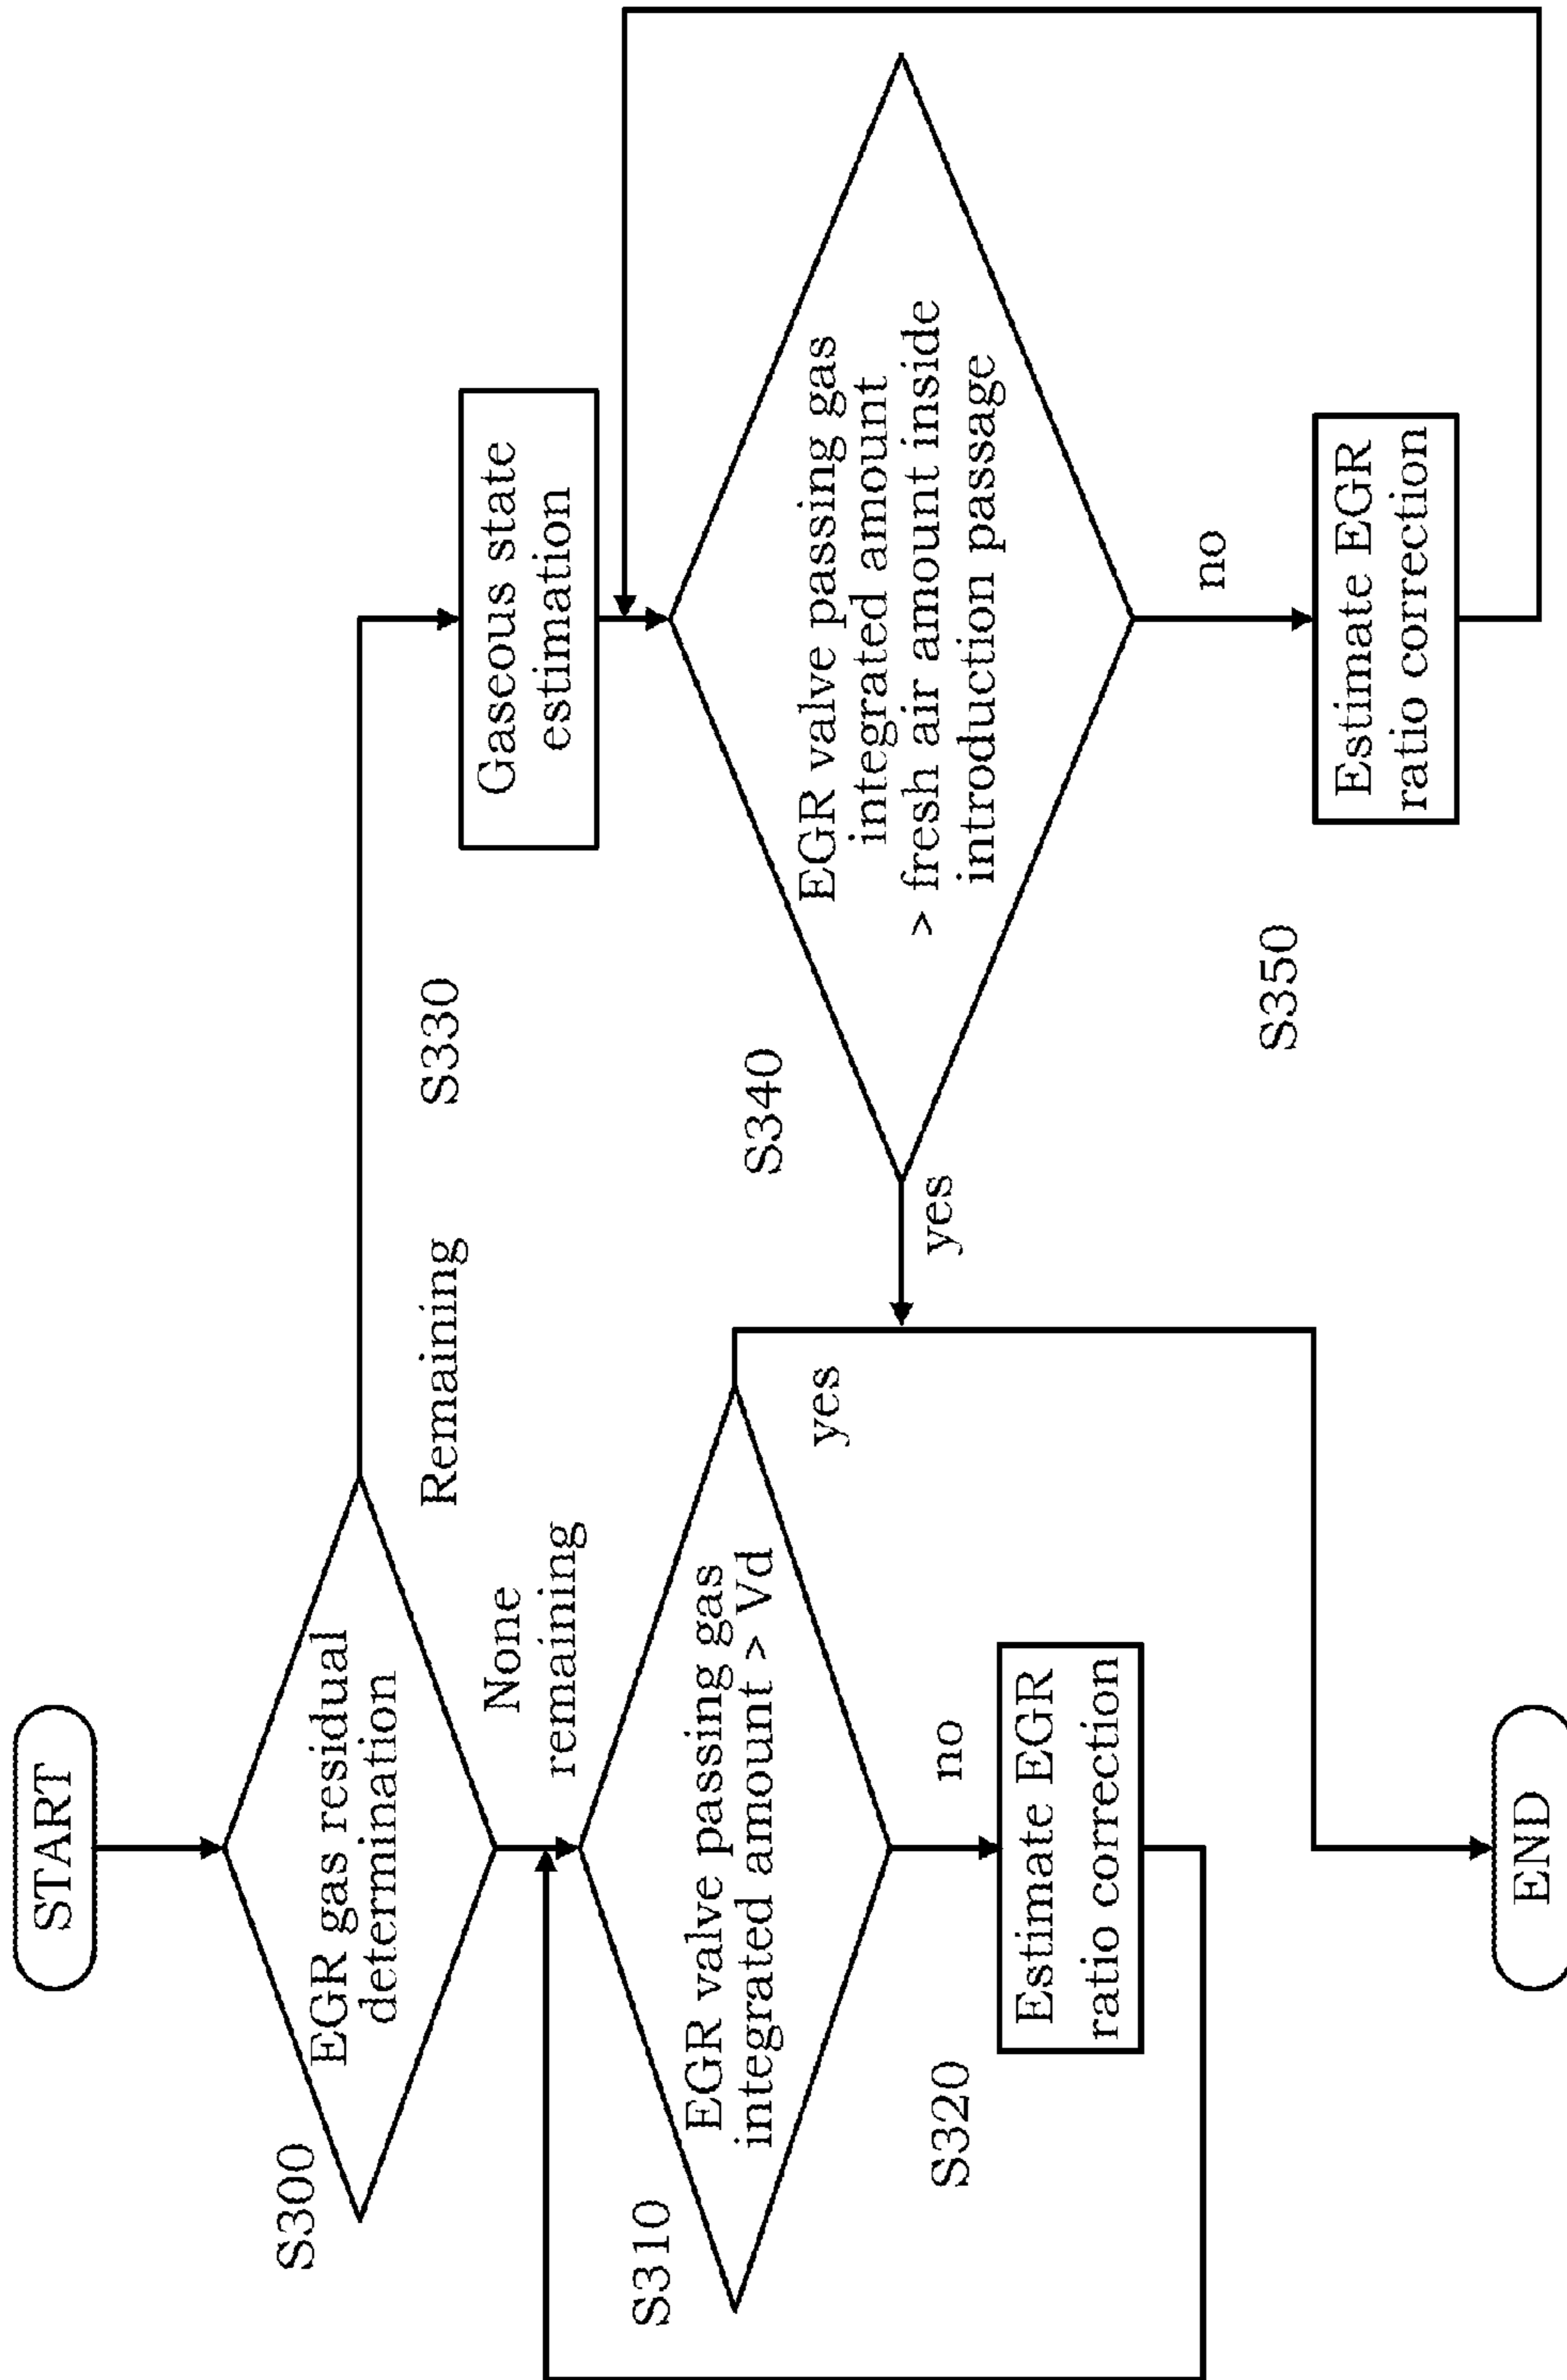 START
S300
EGR gas residual
determination
Remaining
None
remaining
S310
EGR valve passing gas
integrated amount > Vd
yes
no
S320
Estimate EGR
ratio correction
S330
Gaseous state
estimation
S340
EGR valve passing gas
integrated amount
> fresh air amount inside
introduction passage
yes
no
S350
Estimate EGR
ratio correction
END